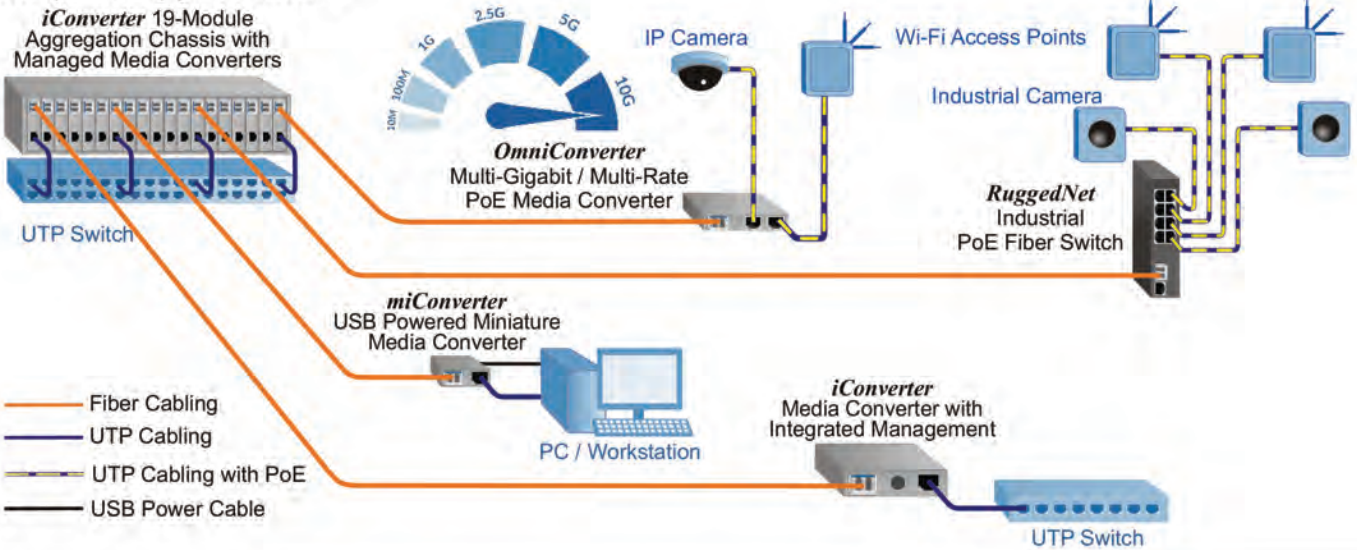 iConverter 19-Module
Aggregation Chassis with
Managed Media Converters
UTP Switch
10M
100M
1G
2.5G
5G
10G
OmniConverter
Multi-Gigabit / Multi-Rate
PoE Media Converter
IP Camera
Wi-Fi Access Points
Industrial Camera
RuggedNet
Industrial
PoE Fiber Switch
miConverter
USB Powered Miniature
Media Converter
PC / Workstation
iConverter
Media Converter with
Integrated Management
UTP Switch
Fiber Cabling
UTP Cabling
UTP Cabling with PoE
USB Power Cable